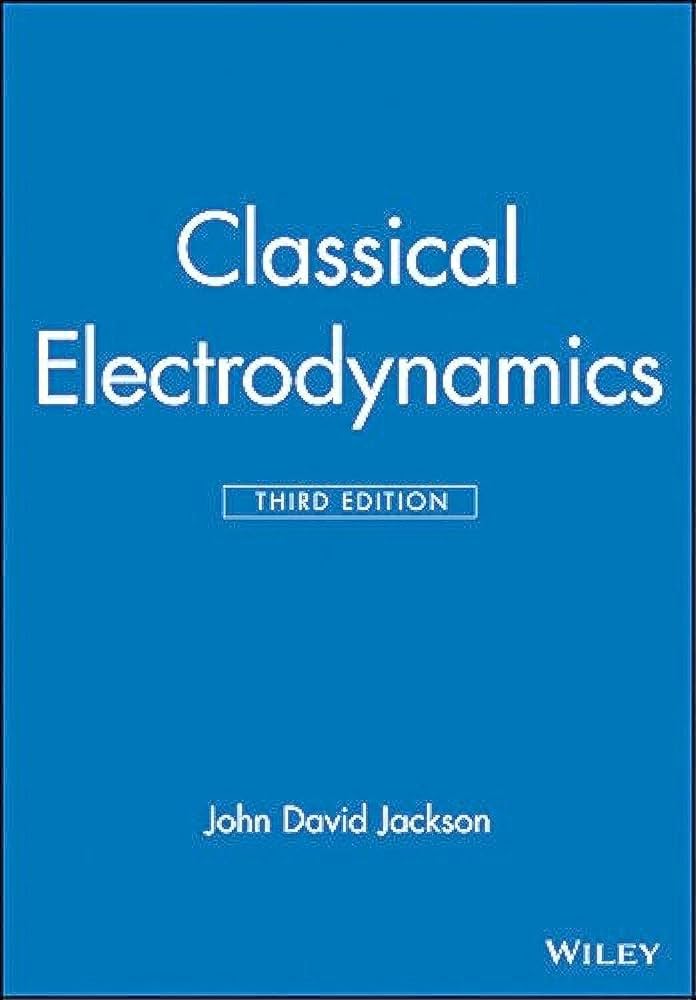 Classical
Electrodynamics
THIRD EDITION
John David Jackson
WILEY